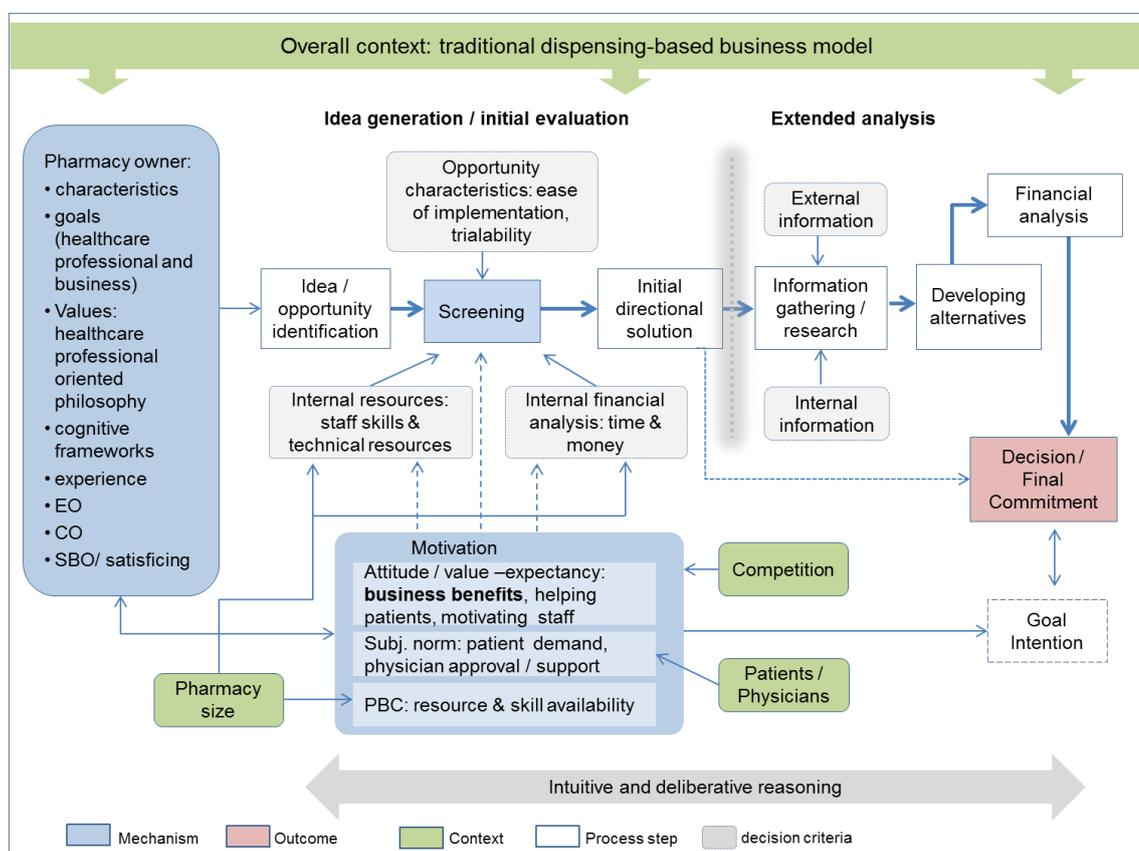 Overall context: traditional dispensing-based business model
Idea generation / initial evaluation
Extended analysis
Pharmacy owner:
• characteristics
• goals
(healthcare
professional and
business)
• Values:
healthcare
professional
oriented
philosophy
• cognitive
frameworks
• experience
• EO
• CO
• SBO/ satisficing
Opportunity
characteristics: ease
of implementation,
trialability
Idea /
opportunity
identification
Screening
Initial
directional
solution
External
information
Information
gathering /
research
Internal
information
Developing
alternatives
Financial
analysis
Internal resources:
staff skills &
technical resources
Internal financial
analysis: time &
money
Decision /
Final
Commitment
Motivation
Attitude / value –expectancy:
business benefits, helping
patients, motivating staff
Subj. norm: patient demand,
physician approval / support
PBC: resource & skill availability
Competition
Patients /
Physicians
Goal
Intention
Pharmacy
size
Intuitive and deliberative reasoning
Mechanism
Outcome
Context
Process step
decision criteria